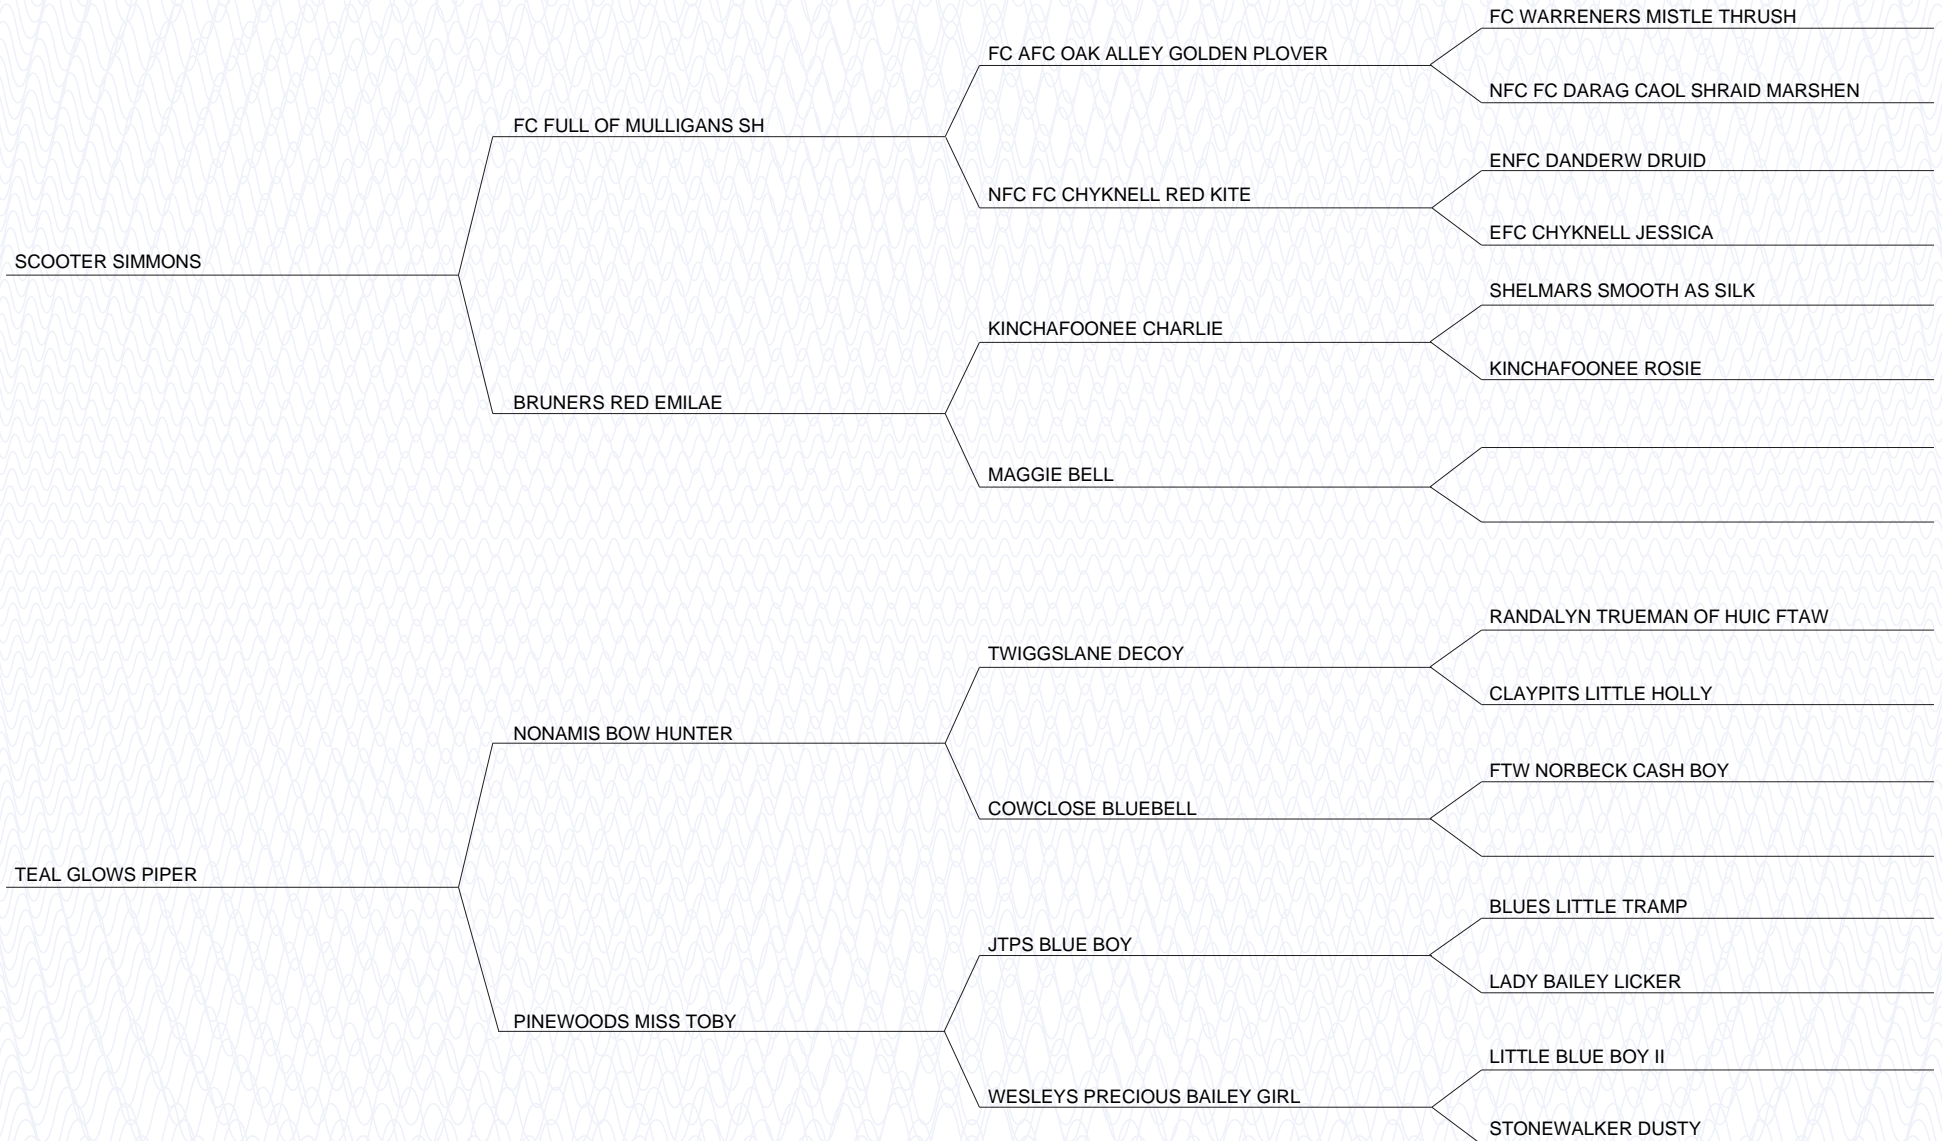 FC WARRENERS MISTLE THRUSH
FC AFC OAK ALLEY GOLDEN PLOVER
NFC FC DARAG CAOL SHRAID MARSHEN
FC FULL OF MULLIGANS SH
ENFC DANDERW DRUID
NFC FC CHYKNELL RED KITE
EFC CHYKNELL JESSICA
SCOOTER SIMMONS
SHELMARS SMOOTH AS SILK
KINCHAFOONEE CHARLIE
KINCHAFOONEE ROSIE
BRUNERS RED EMILAE
MAGGIE BELL
RANDALYN TRUEMAN OF HUIC FTAW
TWIGGSLANE DECOY
CLAYPITS LITTLE HOLLY
NONAMIS BOW HUNTER
FTW NORBECK CASH BOY
COWCLOSE BLUEBELL
TEAL GLOWS PIPER
BLUES LITTLE TRAMP
JTPS BLUE BOY
LADY BAILEY LICKER
PINEWOODS MISS TOBY
LITTLE BLUE BOY II
WESLEYS PRECIOUS BAILEY GIRL
STONEWALKER DUSTY